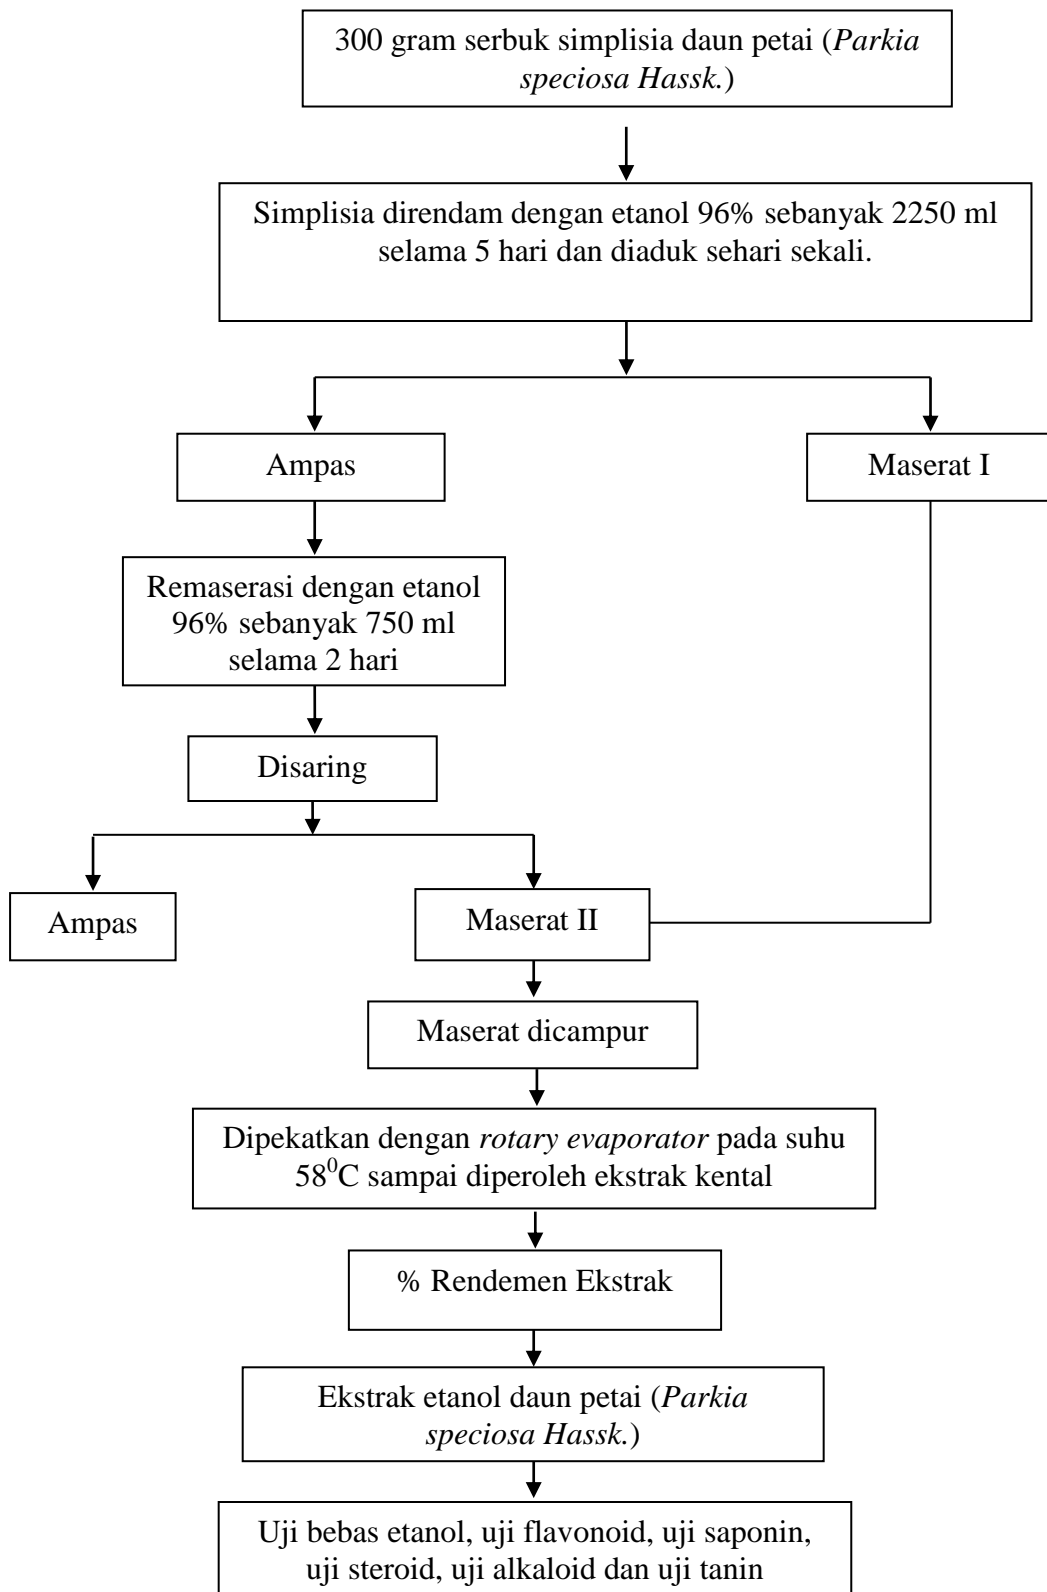 300 gram serbuk simplisia daun petai (Parkia
speciosa Hassk.)
Simplisia direndam dengan etanol 96% sebanyak 2250 ml
selama 5 hari dan diaduk sehari sekali.
Ampas
Maserat I
Remaserasi dengan etanol
96% sebanyak 750 ml
selama 2 hari
Disaring
Ampas
Maserat II
Maserat dicampur
Dipekatkan dengan rotary evaporator pada suhu
58⁰C sampai diperoleh ekstrak kental
% Rendemen Ekstrak
Ekstrak etanol daun petai (Parkia
speciosa Hassk.)
Uji bebas etanol, uji flavonoid, uji saponin,
uji steroid, uji alkaloid dan uji tanin